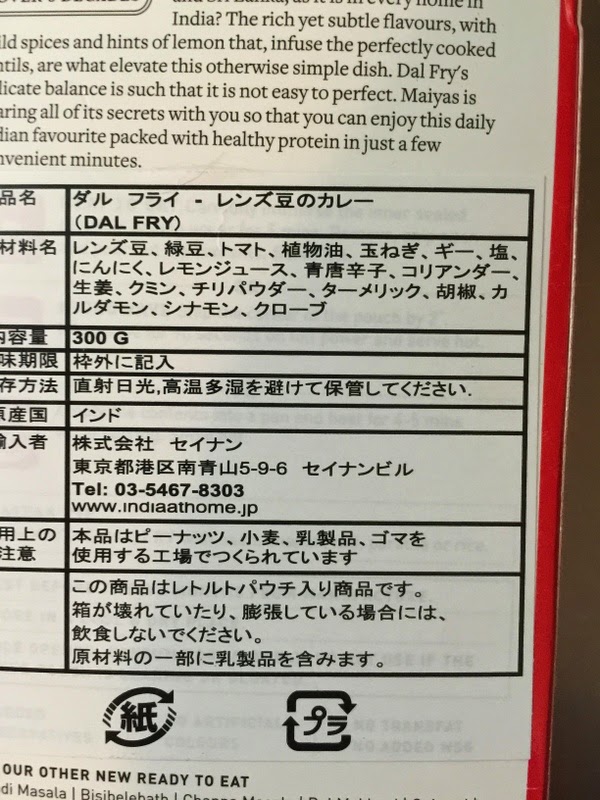 and Sri Lanka, as it is in every home in
India? The rich yet subtle flavours, with
spices and hints of lemon that, infuse the perfectly cooked
are what elevate this otherwise simple dish. Dal Fry's
balance is such that it is not easy to perfect. Maiyas is
all of its secrets with you so that you can enjoy this daily
favourite packed with healthy protein in just a few
minutes.
品名 ダル フライ - レンズ豆のカレー
(DAL FRY)
材料名 レンズ豆、緑豆、トマト、植物油、玉ねぎ、ギー、塩、
にんにく、レモンジュース、青唐辛子、コリアンダー、
生姜、クミン、チリパウダー、ターメリック、胡椒、カ
ルダモン、シナモン、クローブ
内容量 300 G
味期限 枠外に記入
存方法 直射日光,高温多湿を避けて保管してください.
原産国 インド
輸入者 株式会社 セイナン
東京都港区南青山5-9-6 セイナンビル
Tel: 03-5467-8303
www.indiaathome.jp
用上の
注意
本品はピーナッツ、小麦、乳製品、ゴマを
使用する工場でつくられています
この商品はレトルトパウチ入り商品です。
箱が壊れていたり、膨張している場合には、
飲食しないでください。
原材料の一部に乳製品を含みます。
紙 プラ
OUR OTHER NEW READY TO EAT
Masala | Bisibelebath |